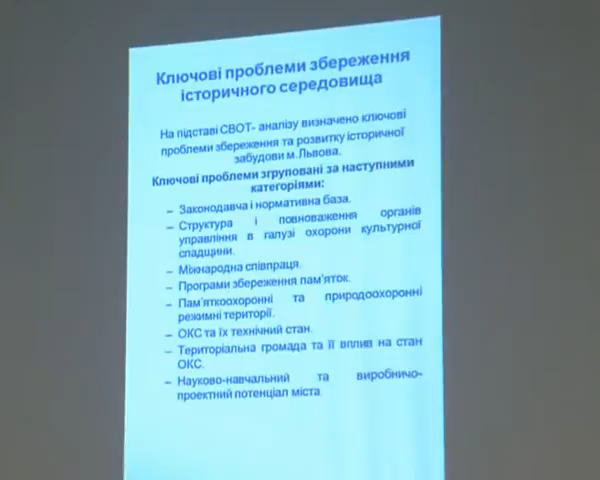 Ключові проблеми збереження
історичного середовища
На підставі СВОТ- аналізу визначено ключові
проблеми збереження та розвитку історичної
забудови м.Львова.
Ключові проблеми згруповані за наступними
категоріями:
– Законодавча і нормативна база.
– Структура і повноваження органів
управління в галузі охорони культурної
спадщини.
– Міжнародна співпраця.
– Програми збереження пам'яток.
– Пам'яткоохоронні та природоохоронні
режимні території.
– ОКС та їх технічний стан.
– Територіальна громада та її вплив на стан
ОКС.
– Науково-навчальний та виробничо-
проектний потенціал міста.